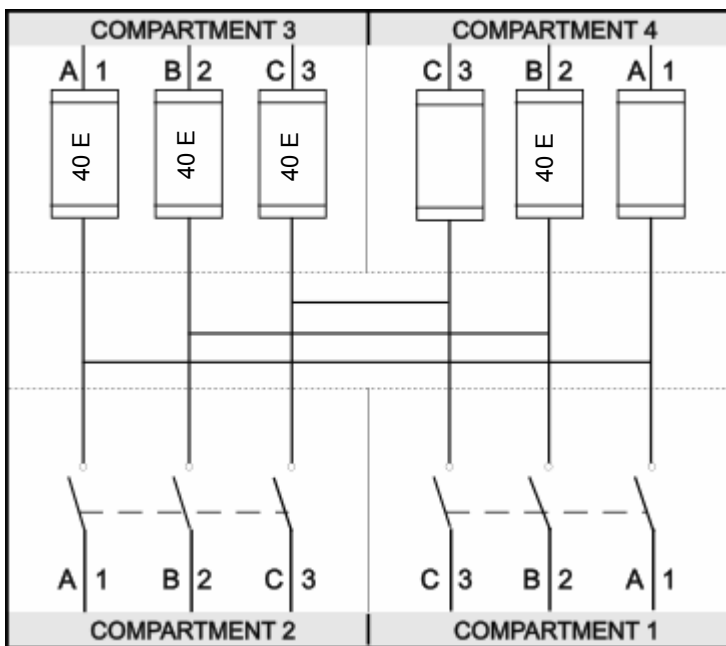 COMPARTMENT 3 COMPARTMENT 4
A 1 B 2 C 3 C 3 B 2 A 1
40 E 40 E 40 E 40 E
A 1 B 2 C 3 C 3 B 2 A 1
COMPARTMENT 2 COMPARTMENT 1